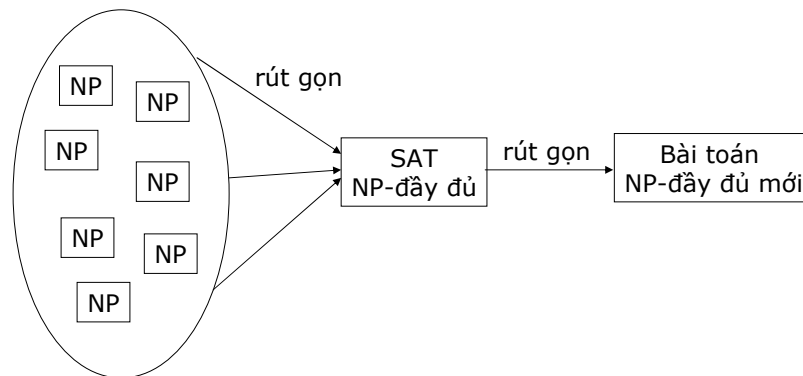 NP
NP
NP
NP
NP
NP
NP
rút gọn
SAT
NP-đầy đủ
rút gọn
Bài toán
NP-đầy đủ mới